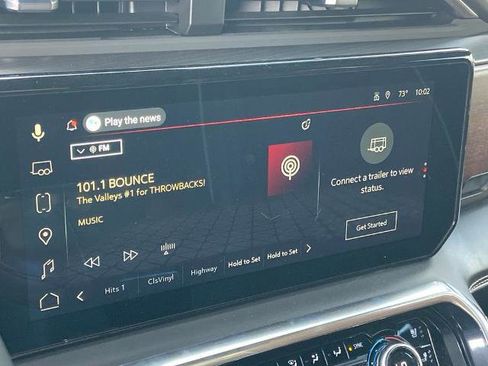 Play the news
73° 10:02
FM
101.1 BOUNCE
The Valleys #1 for THROWBACKS!
MUSIC
Connect a trailer to view
status.
Get Started
Hits 1 ClsVinyl Highway Hold to Set Hold to Set
SYNC